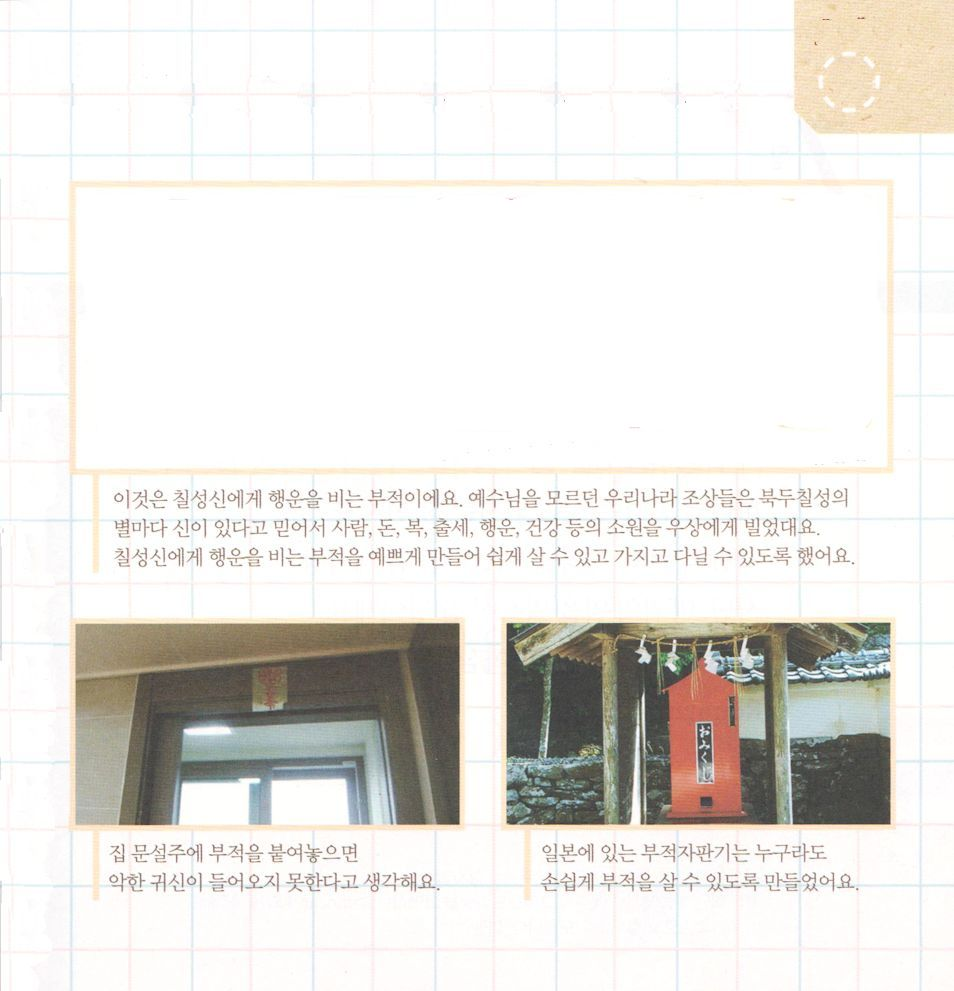 이것은 칠성신에게 행운을 비는 부적이에요. 예수님을 모르던 우리나라 조상들은 북두칠성의
별마다 신이 있다고 믿어서 사람, 돈, 복, 출세, 행운, 건강 등의 소원을 우상에게 빌었대요.
칠성신에게 행운을 비는 부적을 예쁘게 만들어 쉽게 살 수 있고 가지고 다닐 수 있도록 했어요.
おみくじ
집 문설주에 부적을 붙여놓으면
악한 귀신이 들어오지 못한다고 생각해요.
일본에 있는 부적자판기는 누구라도
손쉽게 부적을 살 수 있도록 만들었어요.